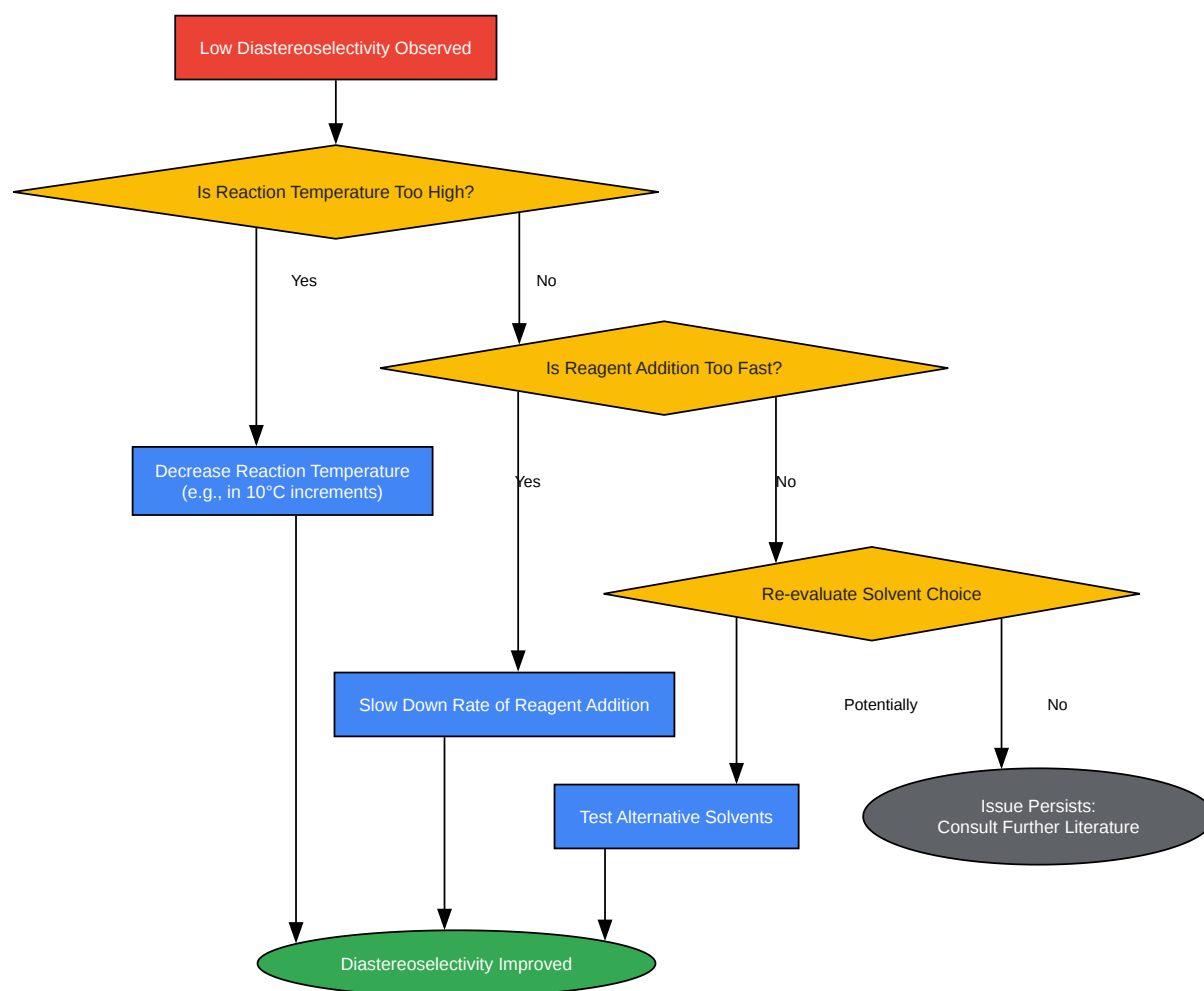 Low Diastereoselectivity Observed
Is Reaction Temperature Too High?
Yes
No
Is Reagent Addition Too Fast?
Decrease Reaction Temperature
(e.g., in 10°C increments)
Yes
No
Re-evaluate Solvent Choice
Slow Down Rate of Reagent Addition
Potentially
No
Test Alternative Solvents
Issue Persists:
Consult Further Literature
Diastereoselectivity Improved